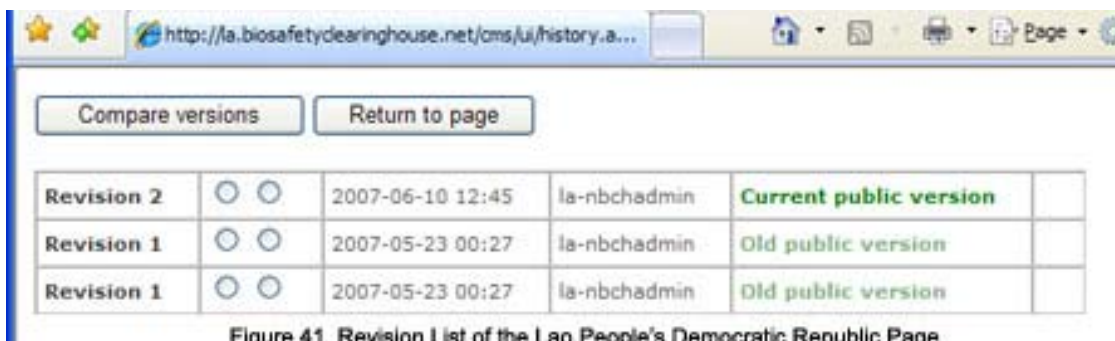 http://la.biosafetyclearinghouse.net/cms/ui/history.a... Page
Compare versions Return to page
Revision 2 2007-06-10 12:45 la-nbchadmin Current public version
Revision 1 2007-05-23 00:27 la-nbchadmin Old public version
Revision 1 2007-05-23 00:27 la-nbchadmin Old public version
Figure 41. Revision List of the Lao People's Democratic Republic Page